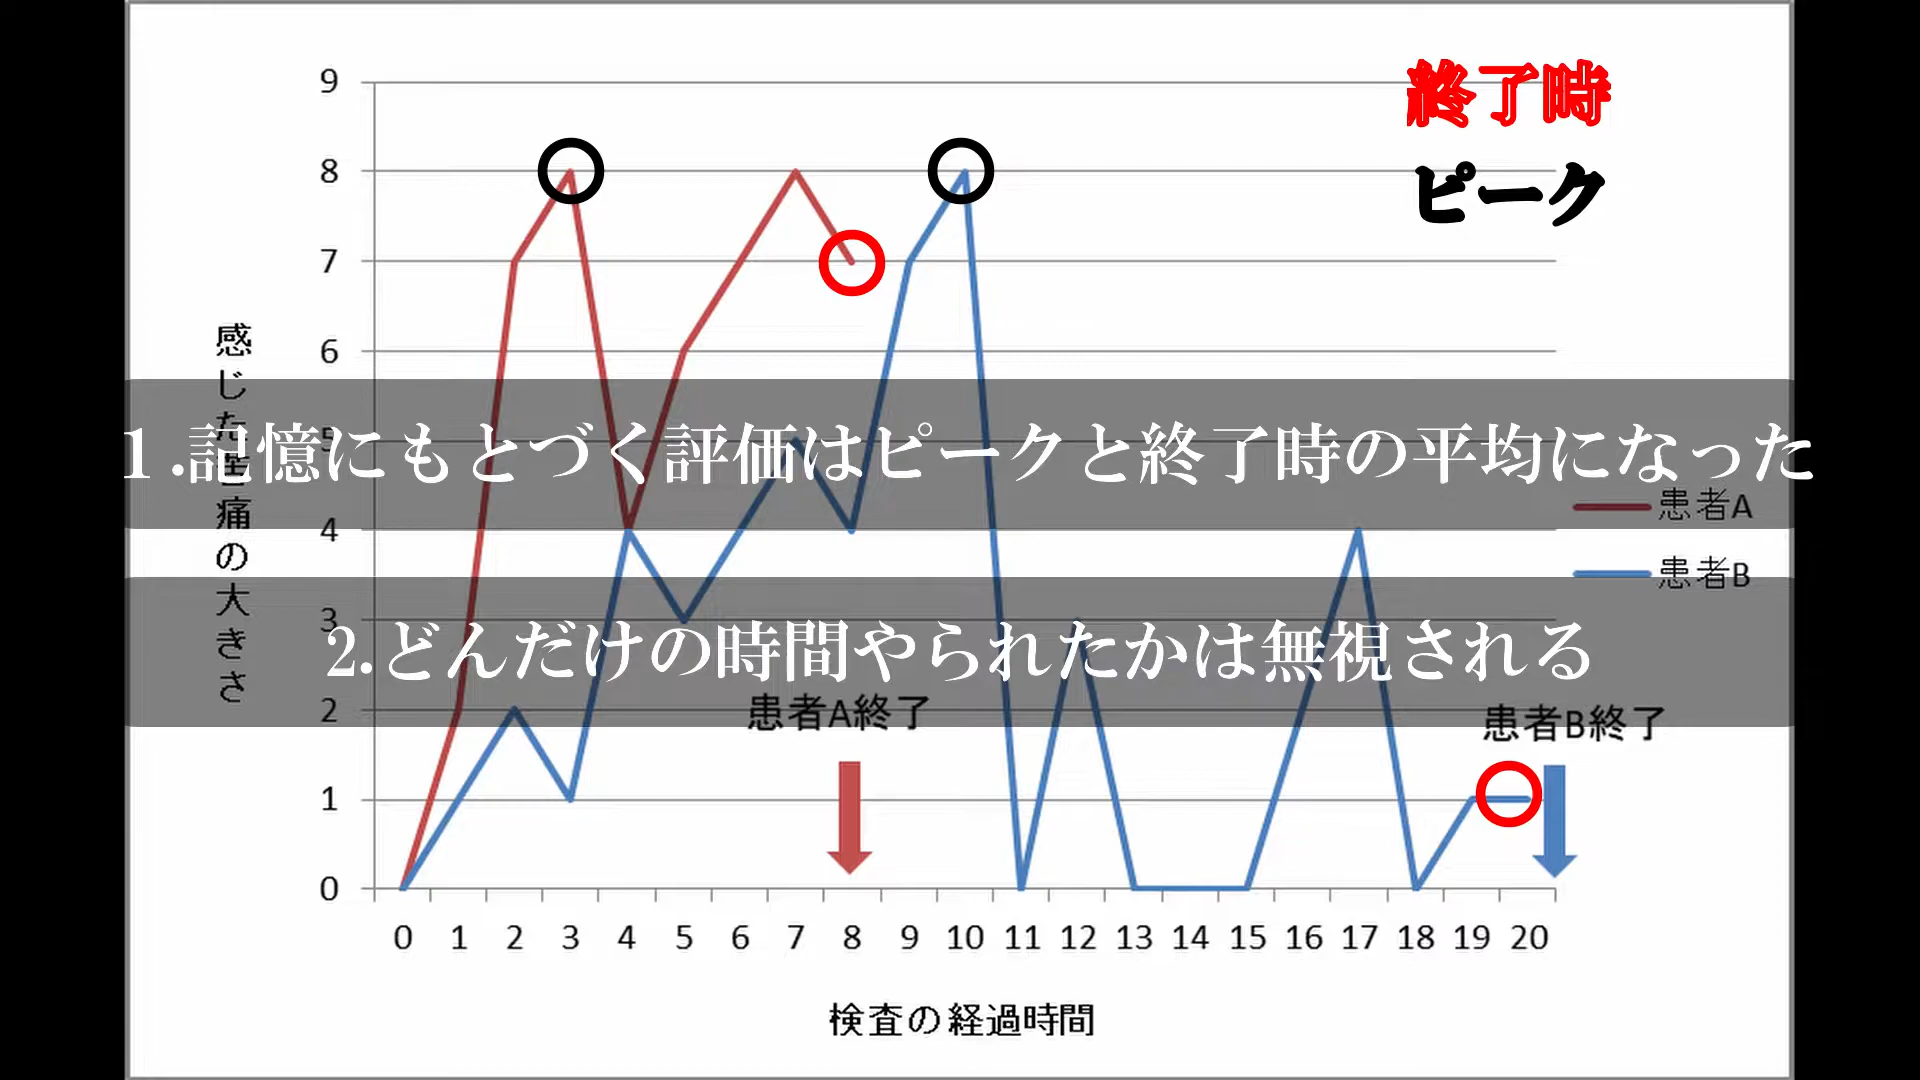 終了時
ピーク
9
8
7
6
5
4
3
2
1
0
感じた苦痛の大きさ
1.記憶にもとづく評価はピークと終了時の平均になった
患者A
患者B
2.どんだけの時間やられたかは無視される
患者A終了
患者B終了
0 1 2 3 4 5 6 7 8 9 10 11 12 13 14 15 16 17 18 19 20
検査の経過時間